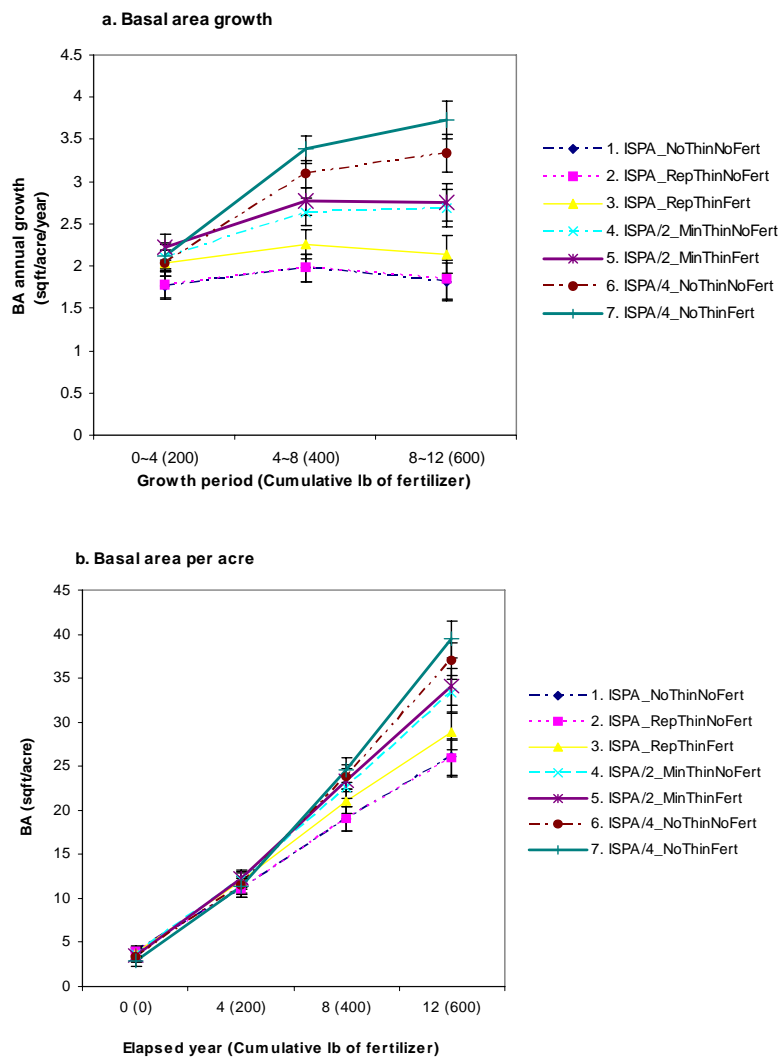 a. Basal area growth
4.5
4
3.5
3
2.5
2
1.5
1
0.5
0
BA annual growth
(sqft/acre/year)
0~4 (200)
4~8 (400)
8~12 (600)
Growth period (Cumulative lb of fertilizer)
1. ISPA_NoThinNoFert
2. ISPA_RepThinNoFert
3. ISPA_RepThinFert
4. ISPA/2_MinThinNoFert
5. ISPA/2_MinThinFert
6. ISPA/4_NoThinNoFert
7. ISPA/4_NoThinFert
b. Basal area per acre
45
40
35
30
25
20
15
10
5
0
BA (sqft/acre)
0 (0)
4 (200)
8 (400)
12 (600)
Elapsed year (Cumulative lb of fertilizer)
1. ISPA_NoThinNoFert
2. ISPA_RepThinNoFert
3. ISPA_RepThinFert
4. ISPA/2_MinThinNoFert
5. ISPA/2_MinThinFert
6. ISPA/4_NoThinNoFert
7. ISPA/4_NoThinFert